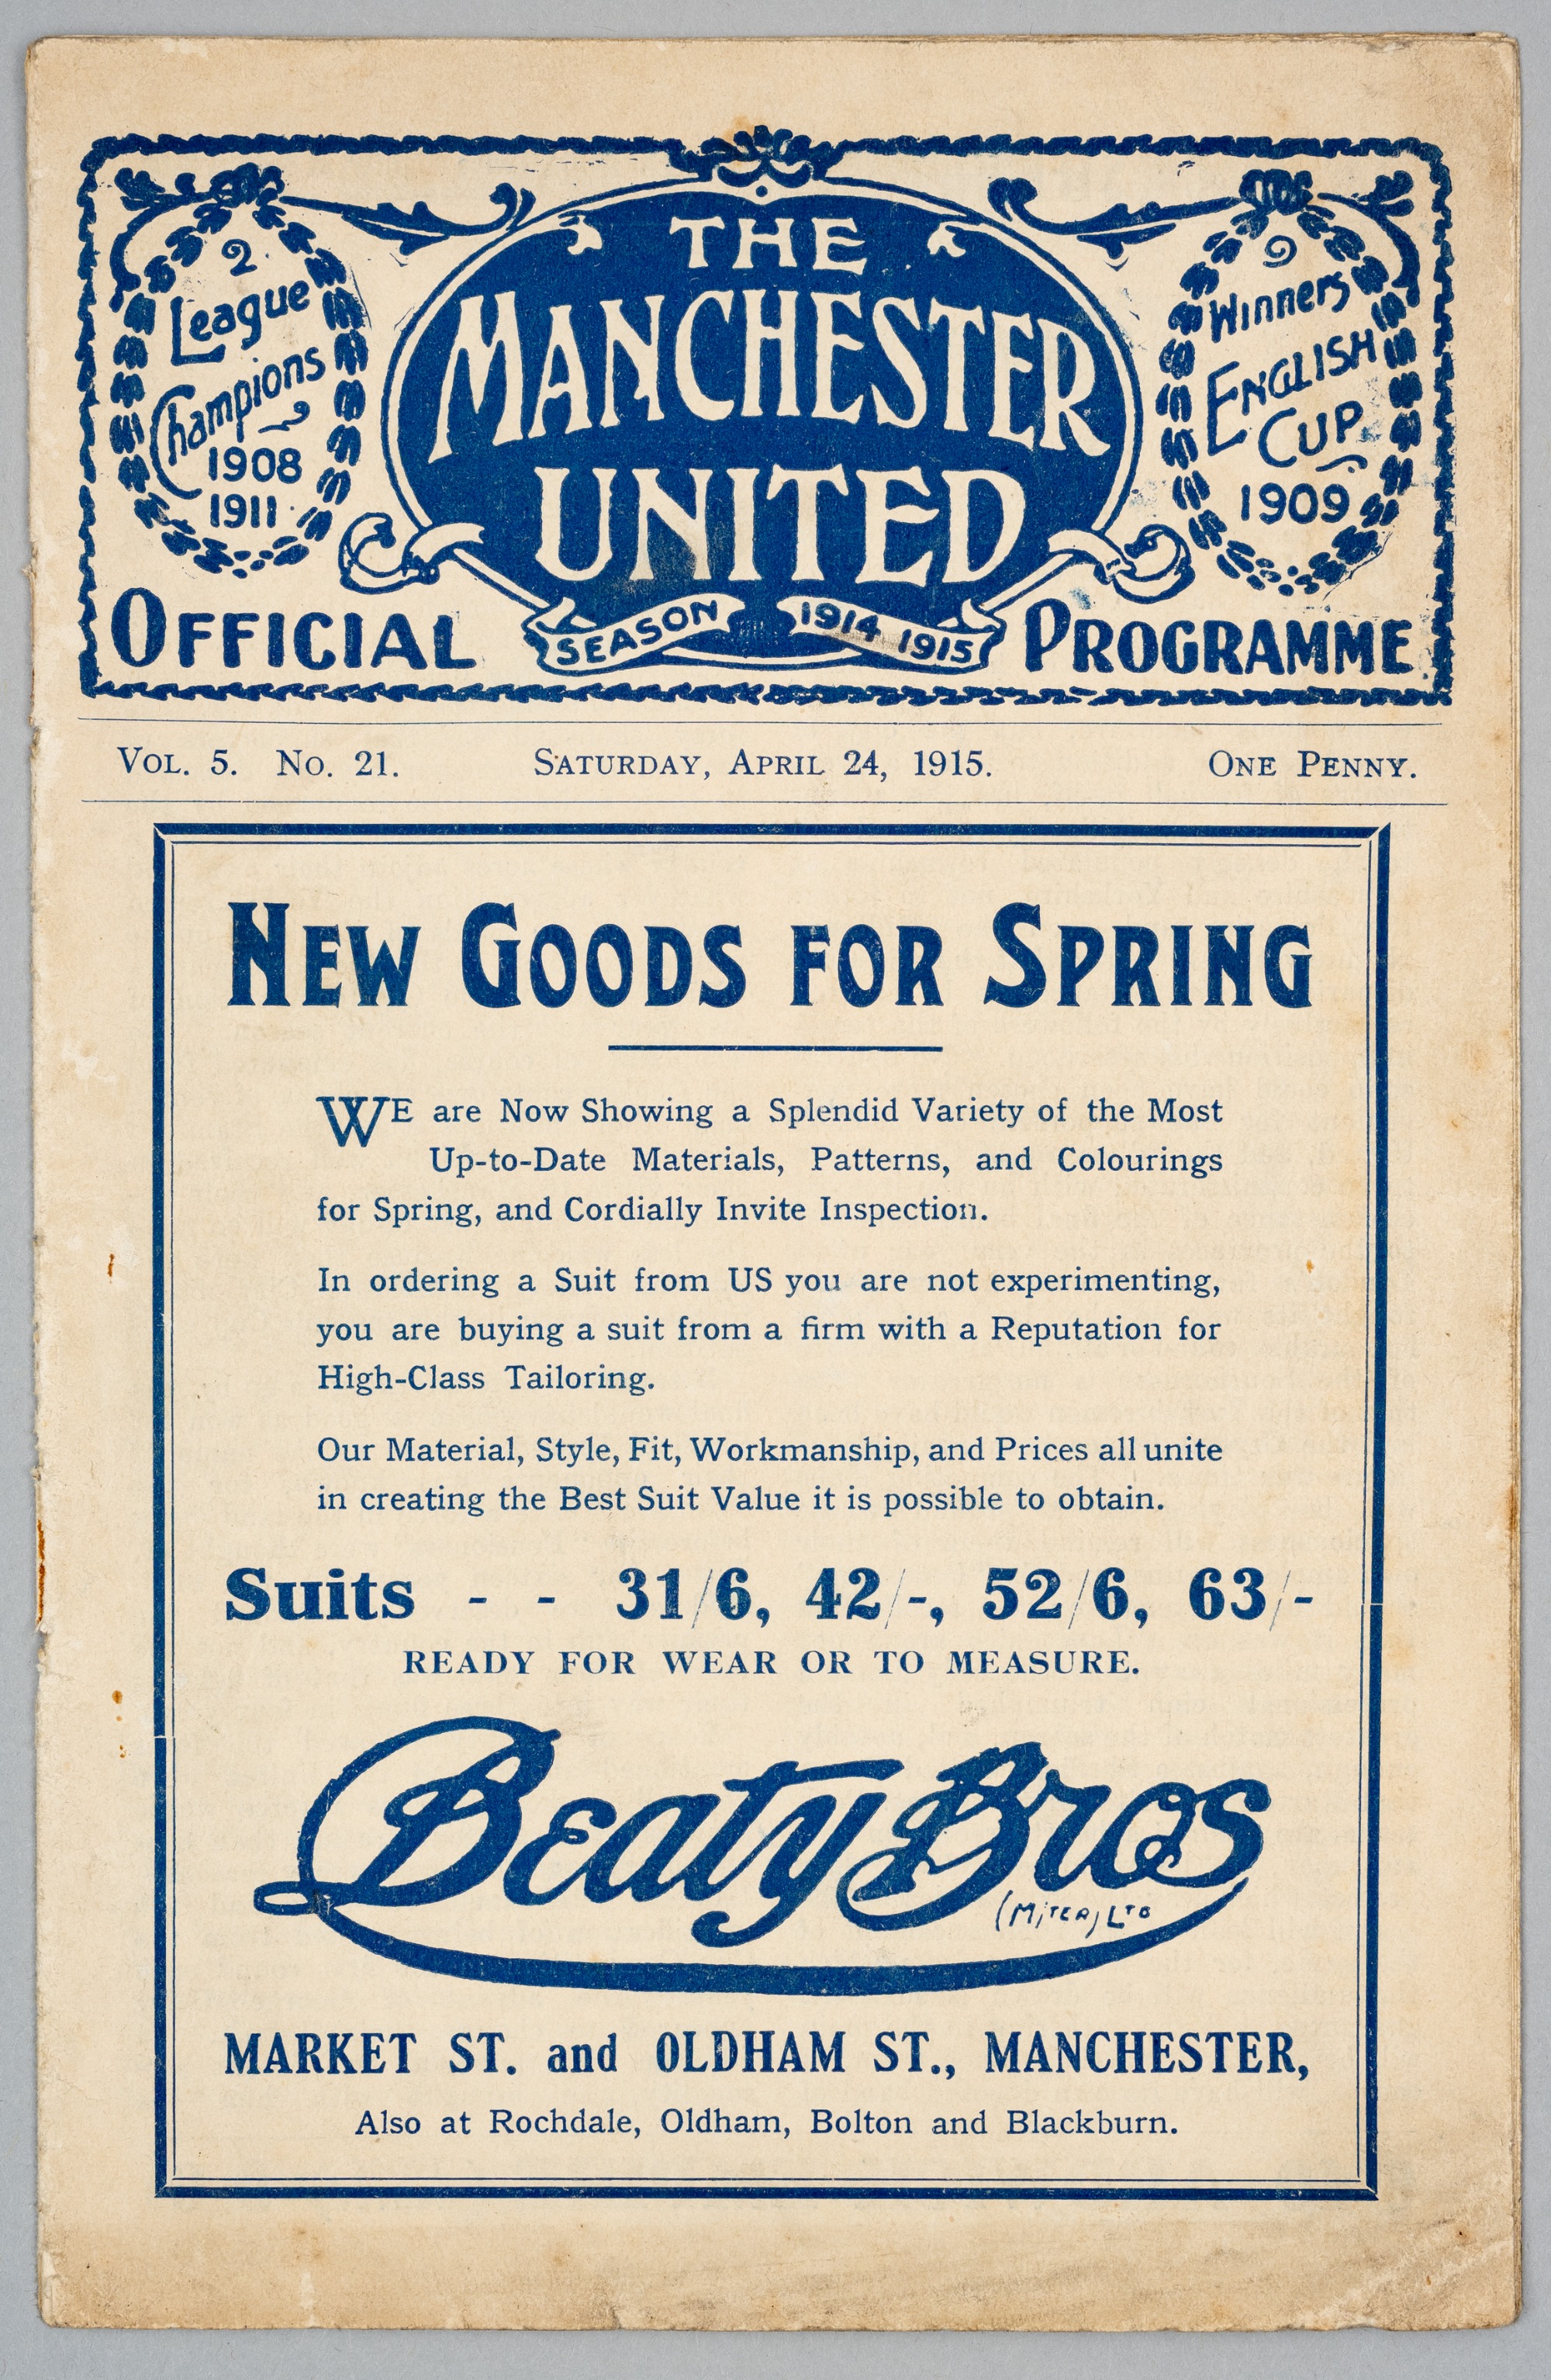 THE
MANCHESTER
UNITED
League
Champions
1908
1911
Winners
ENGLISH
CUP
1909
OFFICIAL
SEASON 1914 1915
PROGRAMME
VOL. 5. No. 21. SATURDAY, APRIL 24, 1915. ONE PENNY.
NEW GOODS FOR SPRING
WE are Now Showing a Splendid Variety of the Most
Up-to-Date Materials, Patterns, and Colourings
for Spring, and Cordially Invite Inspection.
In ordering a Suit from US you are not experimenting,
you are buying a suit from a firm with a Reputation for
High-Class Tailoring.
Our Material, Style, Fit, Workmanship, and Prices all unite
in creating the Best Suit Value it is possible to obtain.
Suits - - 31/6, 42/-, 52/6, 63/-
READY FOR WEAR OR TO MEASURE.
Beaty Bros
(M/TER) LTD
MARKET ST. and OLDHAM ST., MANCHESTER,
Also at Rochdale, Oldham, Bolton and Blackburn.